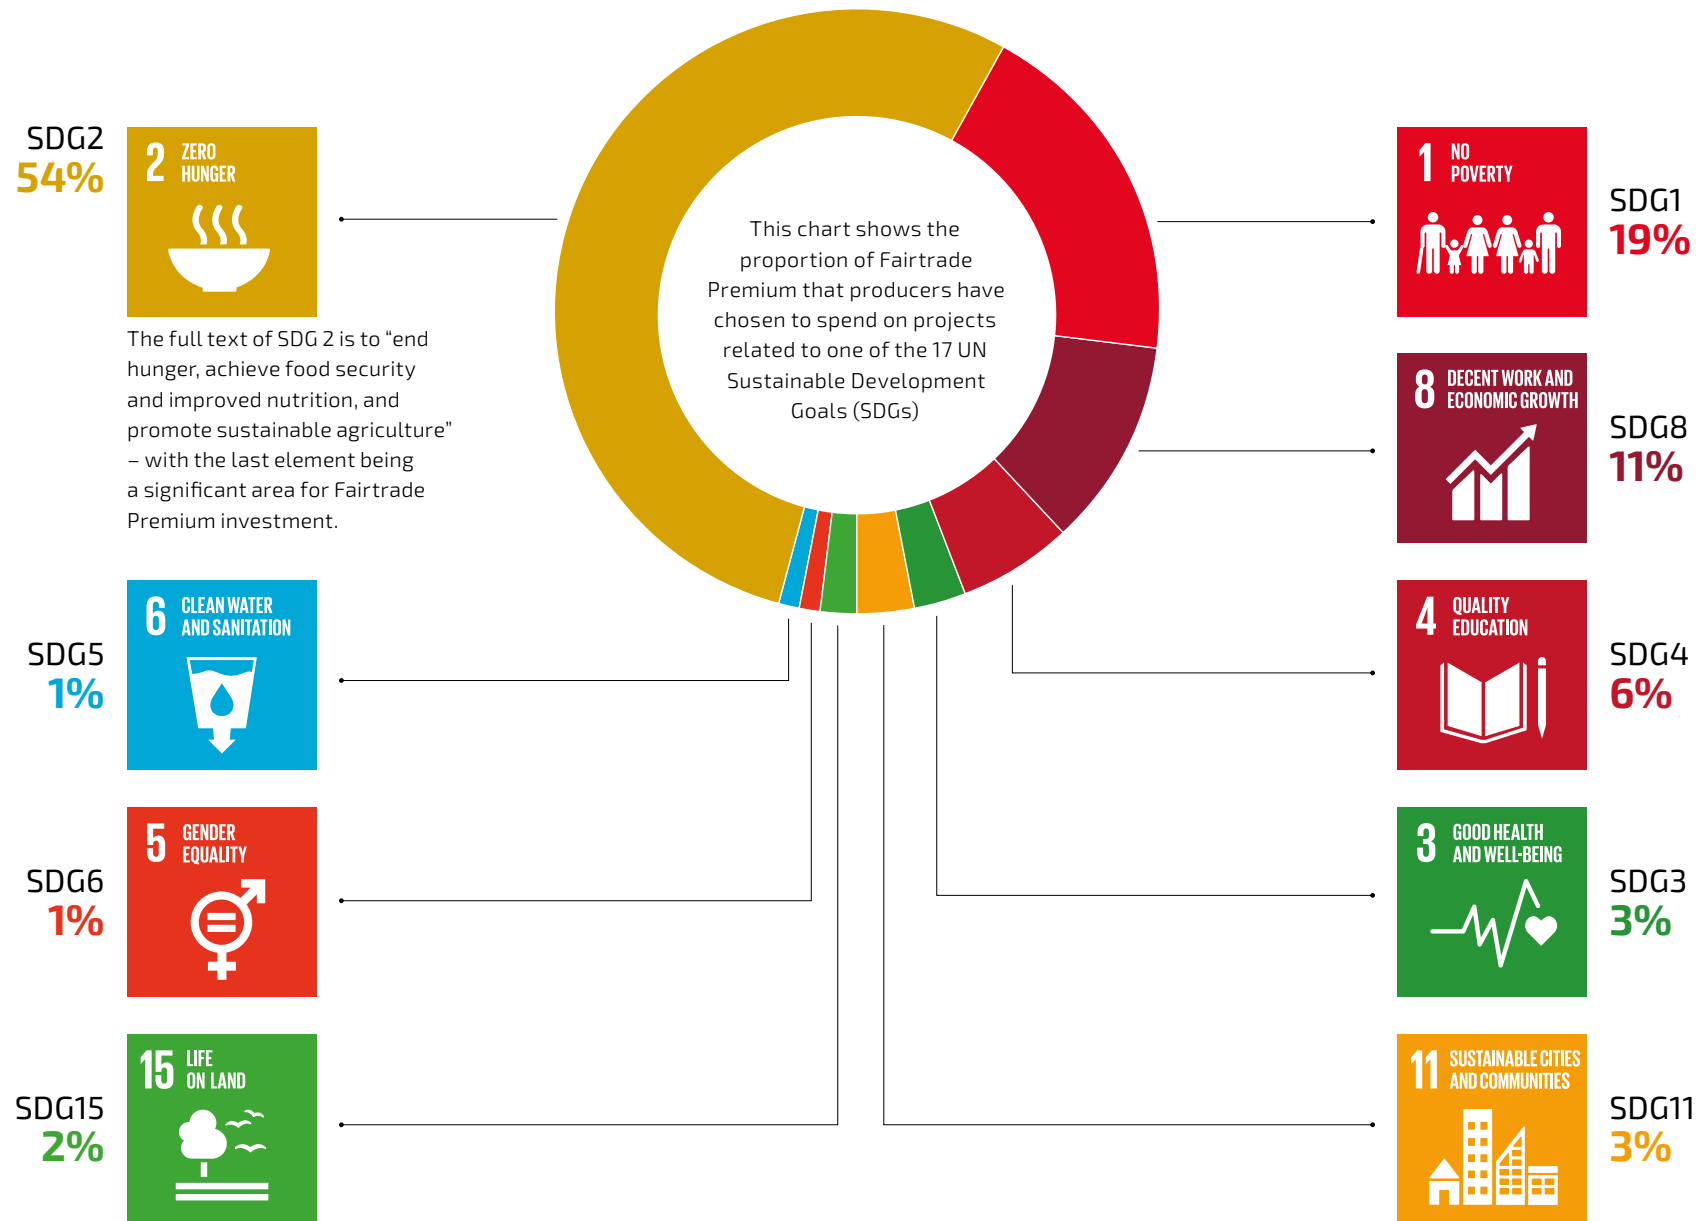 SDG2
54%
2 ZERO
HUNGER
The full text of SDG 2 is to “end
hunger, achieve food security
and improved nutrition, and
promote sustainable agriculture”
– with the last element being
a significant area for Fairtrade
Premium investment.
SDG5
1%
6 CLEAN WATER
AND SANITATION
SDG6
1%
5 GENDER
EQUALITY
SDG15
2%
15 LIFE
ON LAND
This chart shows the
proportion of Fairtrade
Premium that producers have
chosen to spend on projects
related to one of the 17 UN
Sustainable Development
Goals (SDGs)
1 NO
POVERTY
SDG1
19%
8 DECENT WORK AND
ECONOMIC GROWTH
SDG8
11%
4 QUALITY
EDUCATION
SDG4
6%
3 GOOD HEALTH
AND WELL-BEING
SDG3
3%
11 SUSTAINABLE CITIES
AND COMMUNITIES
SDG11
3%